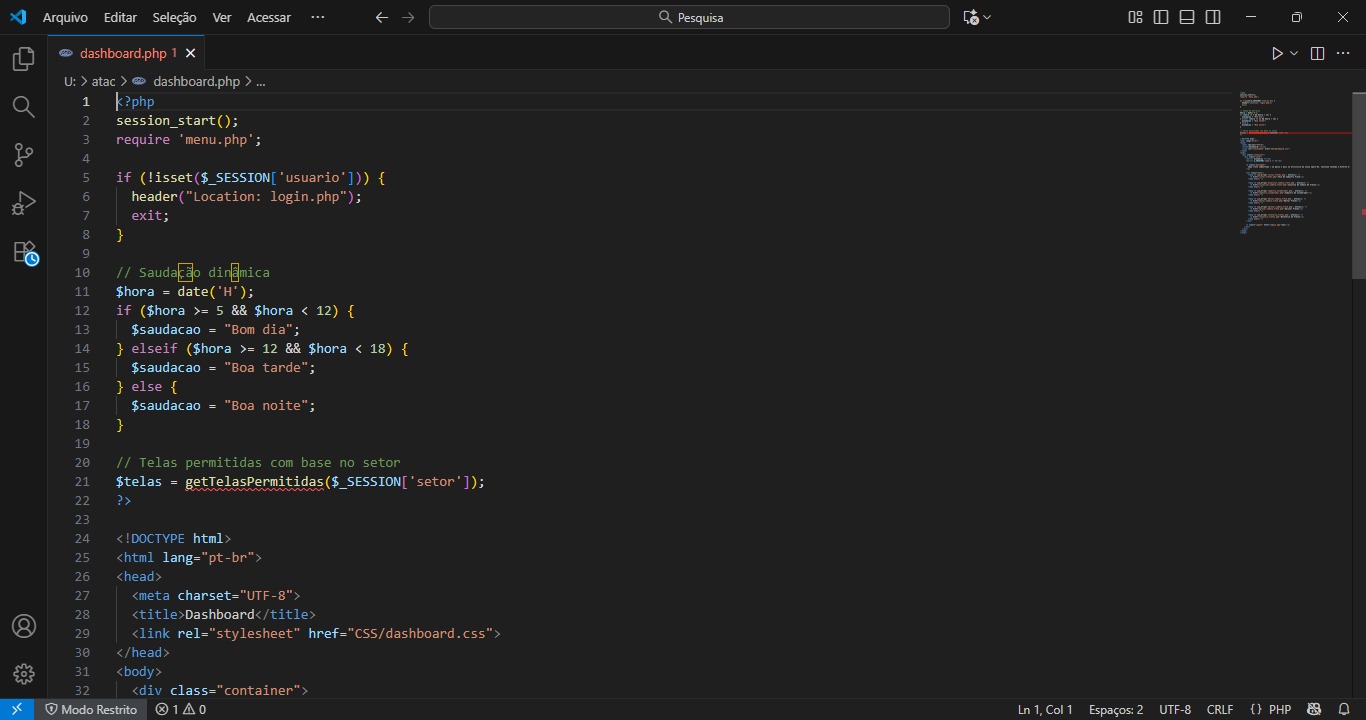 Arquivo Editar Seleção Ver Acessar ··· Pesquisa
dashboard.php 1
U: > atac > dashboard.php > ...
1 <?php
2 session_start();
3 require 'menu.php';
4
5 if (!isset($_SESSION['usuario'])) {
6 header("Location: login.php");
7 exit;
8 }
9
10 // Saudação dinâmica
11 $hora = date('H');
12 if ($hora >= 5 && $hora < 12) {
13 $saudacao = "Bom dia";
14 } elseif ($hora >= 12 && $hora < 18) {
15 $saudacao = "Boa tarde";
16 } else {
17 $saudacao = "Boa noite";
18 }
19
20 // Telas permitidas com base no setor
21 $telas = getTelasPermitidas($_SESSION['setor']);
22 ?>
23
24 <!DOCTYPE html>
25 <html lang="pt-br">
26 <head>
27 <meta charset="UTF-8">
28 <title>Dashboard</title>
29 <link rel="stylesheet" href="CSS/dashboard.css">
30 </head>
31 <body>
32 <div class="container">
Modo Restrito 1 0 Ln 1, Col 1 Espaços: 2 UTF-8 CRLF {} PHP